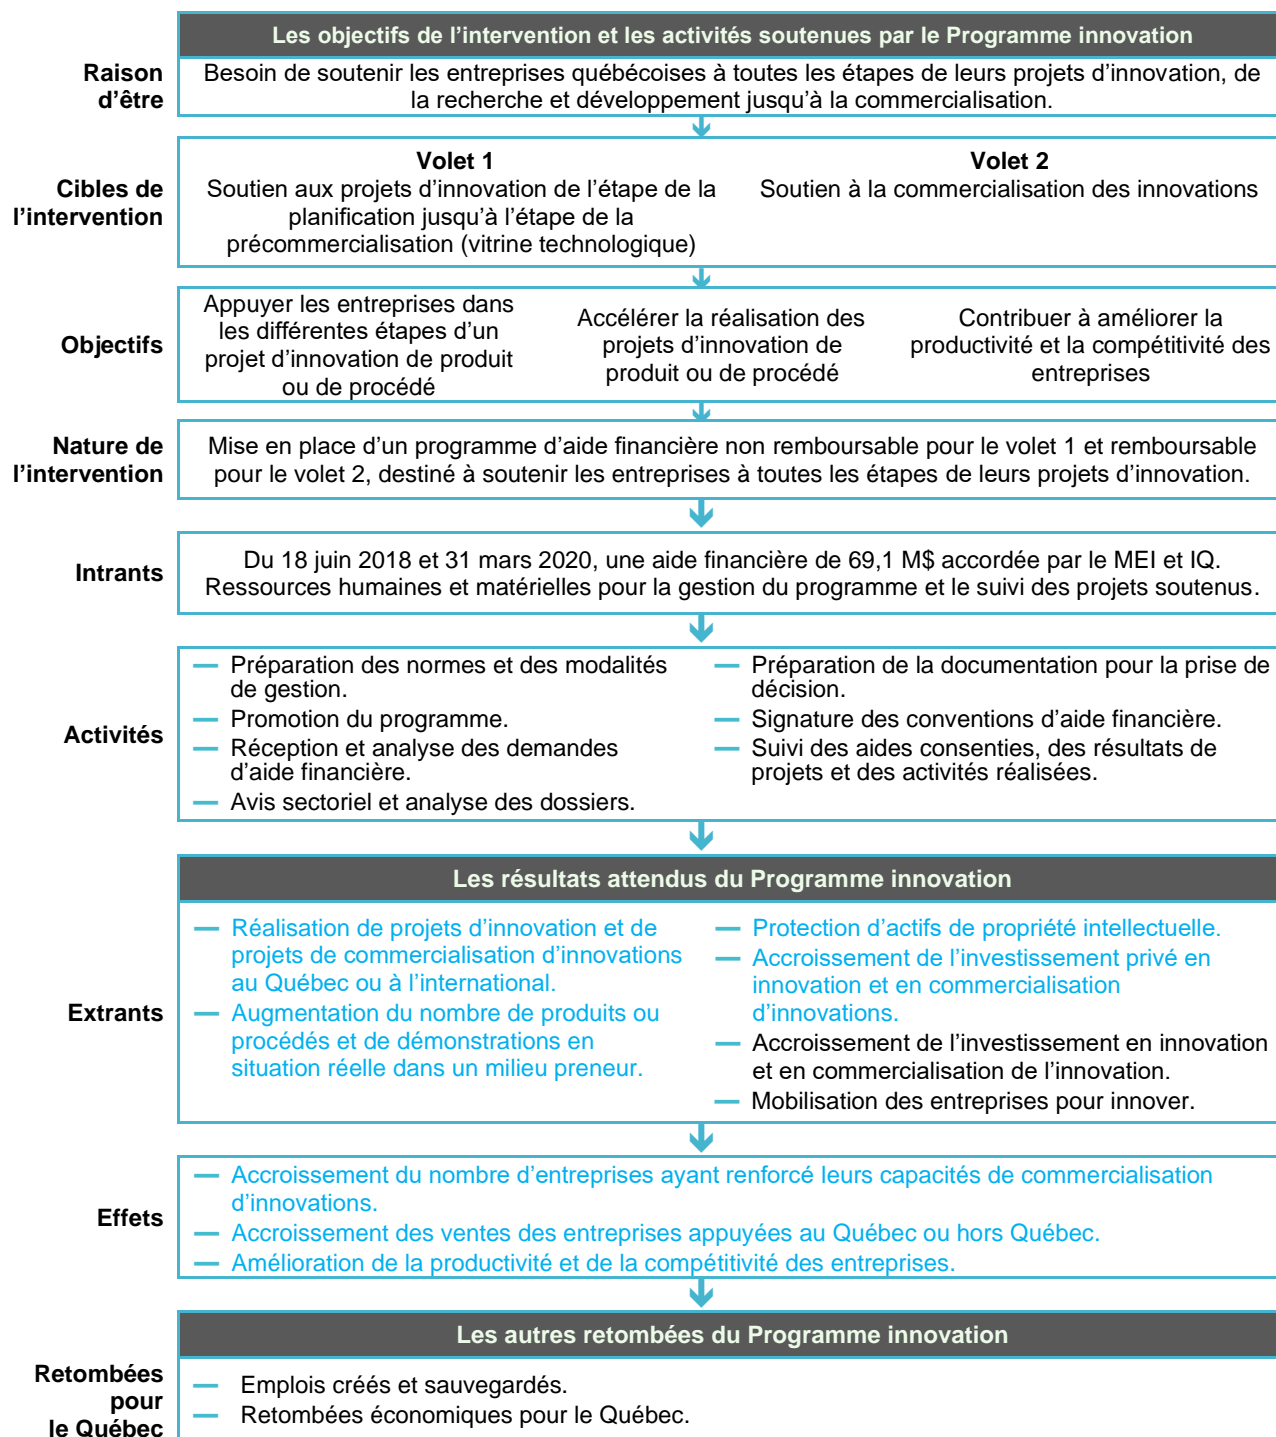 Les objectifs de l’intervention et les activités soutenues par le Programme innovation
Raison
d’être
Besoin de soutenir les entreprises québécoises à toutes les étapes de leurs projets d’innovation, de
la recherche et développement jusqu’à la commercialisation.
Cibles de
l’intervention
Volet 1
Soutien aux projets d’innovation de l’étape de la
planification jusqu’à l’étape de la
précommercialisation (vitrine technologique)
Volet 2
Soutien à la commercialisation des innovations
Objectifs
Appuyer les entreprises dans
les différentes étapes d’un
projet d’innovation de produit
ou de procédé
Accélérer la réalisation des
projets d’innovation de
produit ou de procédé
Contribuer à améliorer la
productivité et la compétitivité des
entreprises
Nature de
l’intervention
Mise en place d’un programme d’aide financière non remboursable pour le volet 1 et remboursable
pour le volet 2, destiné à soutenir les entreprises à toutes les étapes de leurs projets d’innovation.
Intrants
Du 18 juin 2018 et 31 mars 2020, une aide financière de 69,1 M$ accordée par le MEI et IQ.
Ressources humaines et matérielles pour la gestion du programme et le suivi des projets soutenus.
Activités
— Préparation des normes et des modalités
de gestion.
— Promotion du programme.
— Réception et analyse des demandes
d’aide financière.
— Avis sectoriel et analyse des dossiers.
— Préparation de la documentation pour la prise de
décision.
— Signature des conventions d’aide financière.
— Suivi des aides consenties, des résultats de
projets et des activités réalisées.
Les résultats attendus du Programme innovation
Extrants
— Réalisation de projets d’innovation et de
projets de commercialisation d’innovations
au Québec ou à l’international.
— Augmentation du nombre de produits ou
procédés et de démonstrations en
situation réelle dans un milieu preneur.
— Protection d’actifs de propriété intellectuelle.
— Accroissement de l’investissement privé en
innovation et en commercialisation
d’innovations.
— Accroissement de l’investissement en innovation
et en commercialisation de l’innovation.
— Mobilisation des entreprises pour innover.
Effets
— Accroissement du nombre d’entreprises ayant renforcé leurs capacités de commercialisation
d’innovations.
— Accroissement des ventes des entreprises appuyées au Québec ou hors Québec.
— Amélioration de la productivité et de la compétitivité des entreprises.
Les autres retombées du Programme innovation
Retombées
pour
le Québec
— Emplois créés et sauvegardés.
— Retombées économiques pour le Québec.